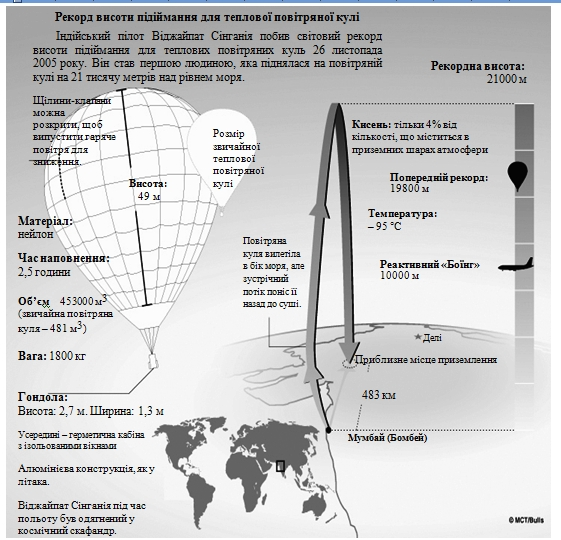 Рекорд висоти підіймання для теплової повітряної кулі
Індійський пілот Віджайпат Сінганія побив світовий рекорд
висоти підіймання для теплових повітряних куль 26 листопада
2005 року. Він став першою людиною, яка піднялася на повітряній
кулі на 21 тисячу метрів над рівнем моря.
Рекордна висота:
21000 м
Щілини-клапани
можна
розкрити, щоб
випустити гаряче
повітря для
зниження.
Розмір
звичайної
теплової
повітряної
кулі
Висота:
49 м
Кисень: тільки 4% від
кількості, що міститься в
приземних шарах атмосфери
Попередній рекорд:
19800 м
Температура:
– 95 °С
Реактивний «Боїнг»
10000 м
Матеріал:
нейлон
Час наповнення:
2,5 години
Об’єм 453000 м³
(звичайна повітряна
куля – 481 м³)
Вага: 1800 кг
Повітряна
куля вилетіла
в бік моря, але
зустрічний
потік поніс її
назад до суші.
Делі
Приблизне місце приземлення
483 км
Мумбай (Бомбей)
Гондола:
Висота: 2,7 м. Ширина: 1,3 м
Усередині – герметична кабіна
з ізольованими вікнами
Алюмінієва конструкція, як у
літака.
Віджайпат Сінганія під час
польоту був одягнений у
космічний скафандр.
© MCT/Bulls